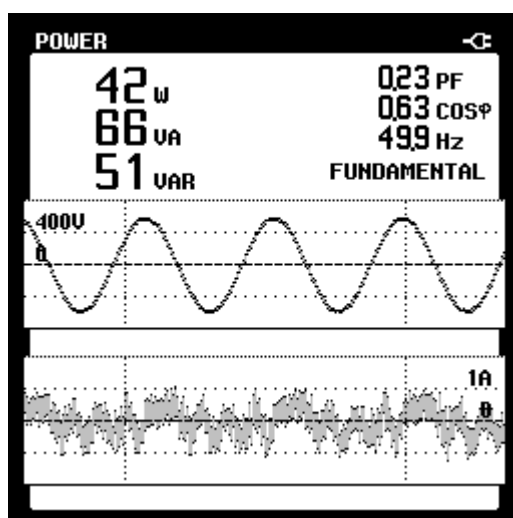 POWER
42 W 0,23 PF
66 VA 0,63 COSφ
51 VAR 49,9 Hz
FUNDAMENTAL
400V
0
1A
0